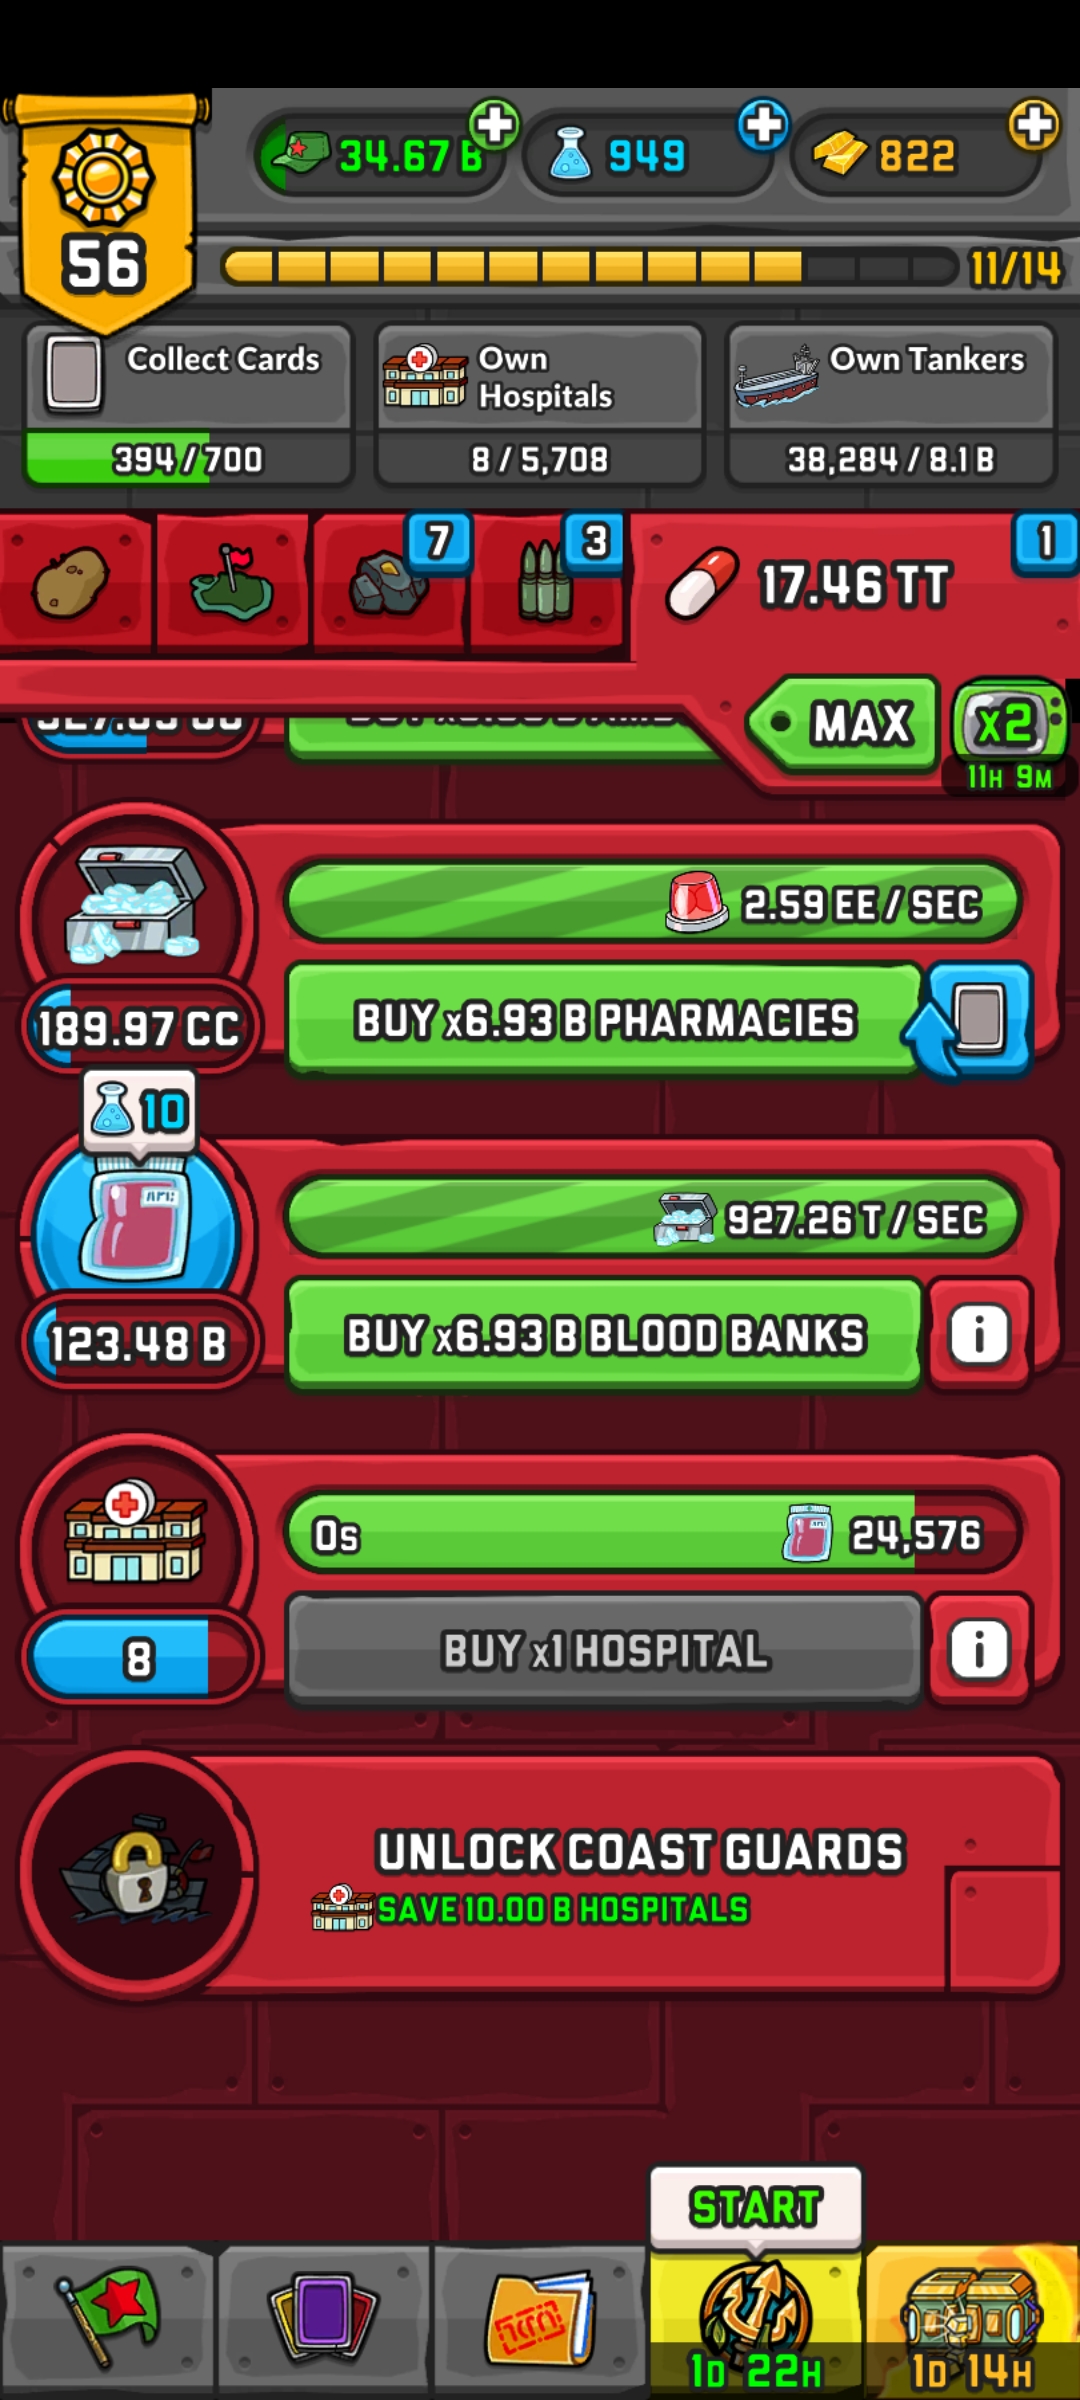 34.67 B
949
822
56
11/14
Collect Cards
394/700
Own
Hospitals
8/5,708
Own Tankers
38,284/8.1 B
7
3
17.46 TT
1
MAX
X2
11H 9M
2.59 EE / SEC
189.97 CC
BUY x6.93 B PHARMACIES
10
927.26 T / SEC
123.48 B
BUY x6.93 B BLOOD BANKS
i
0s
24,576
8
BUY x1 HOSPITAL
i
UNLOCK COAST GUARDS
SAVE 10.00 B HOSPITALS
START
1D 22H
1D 14H